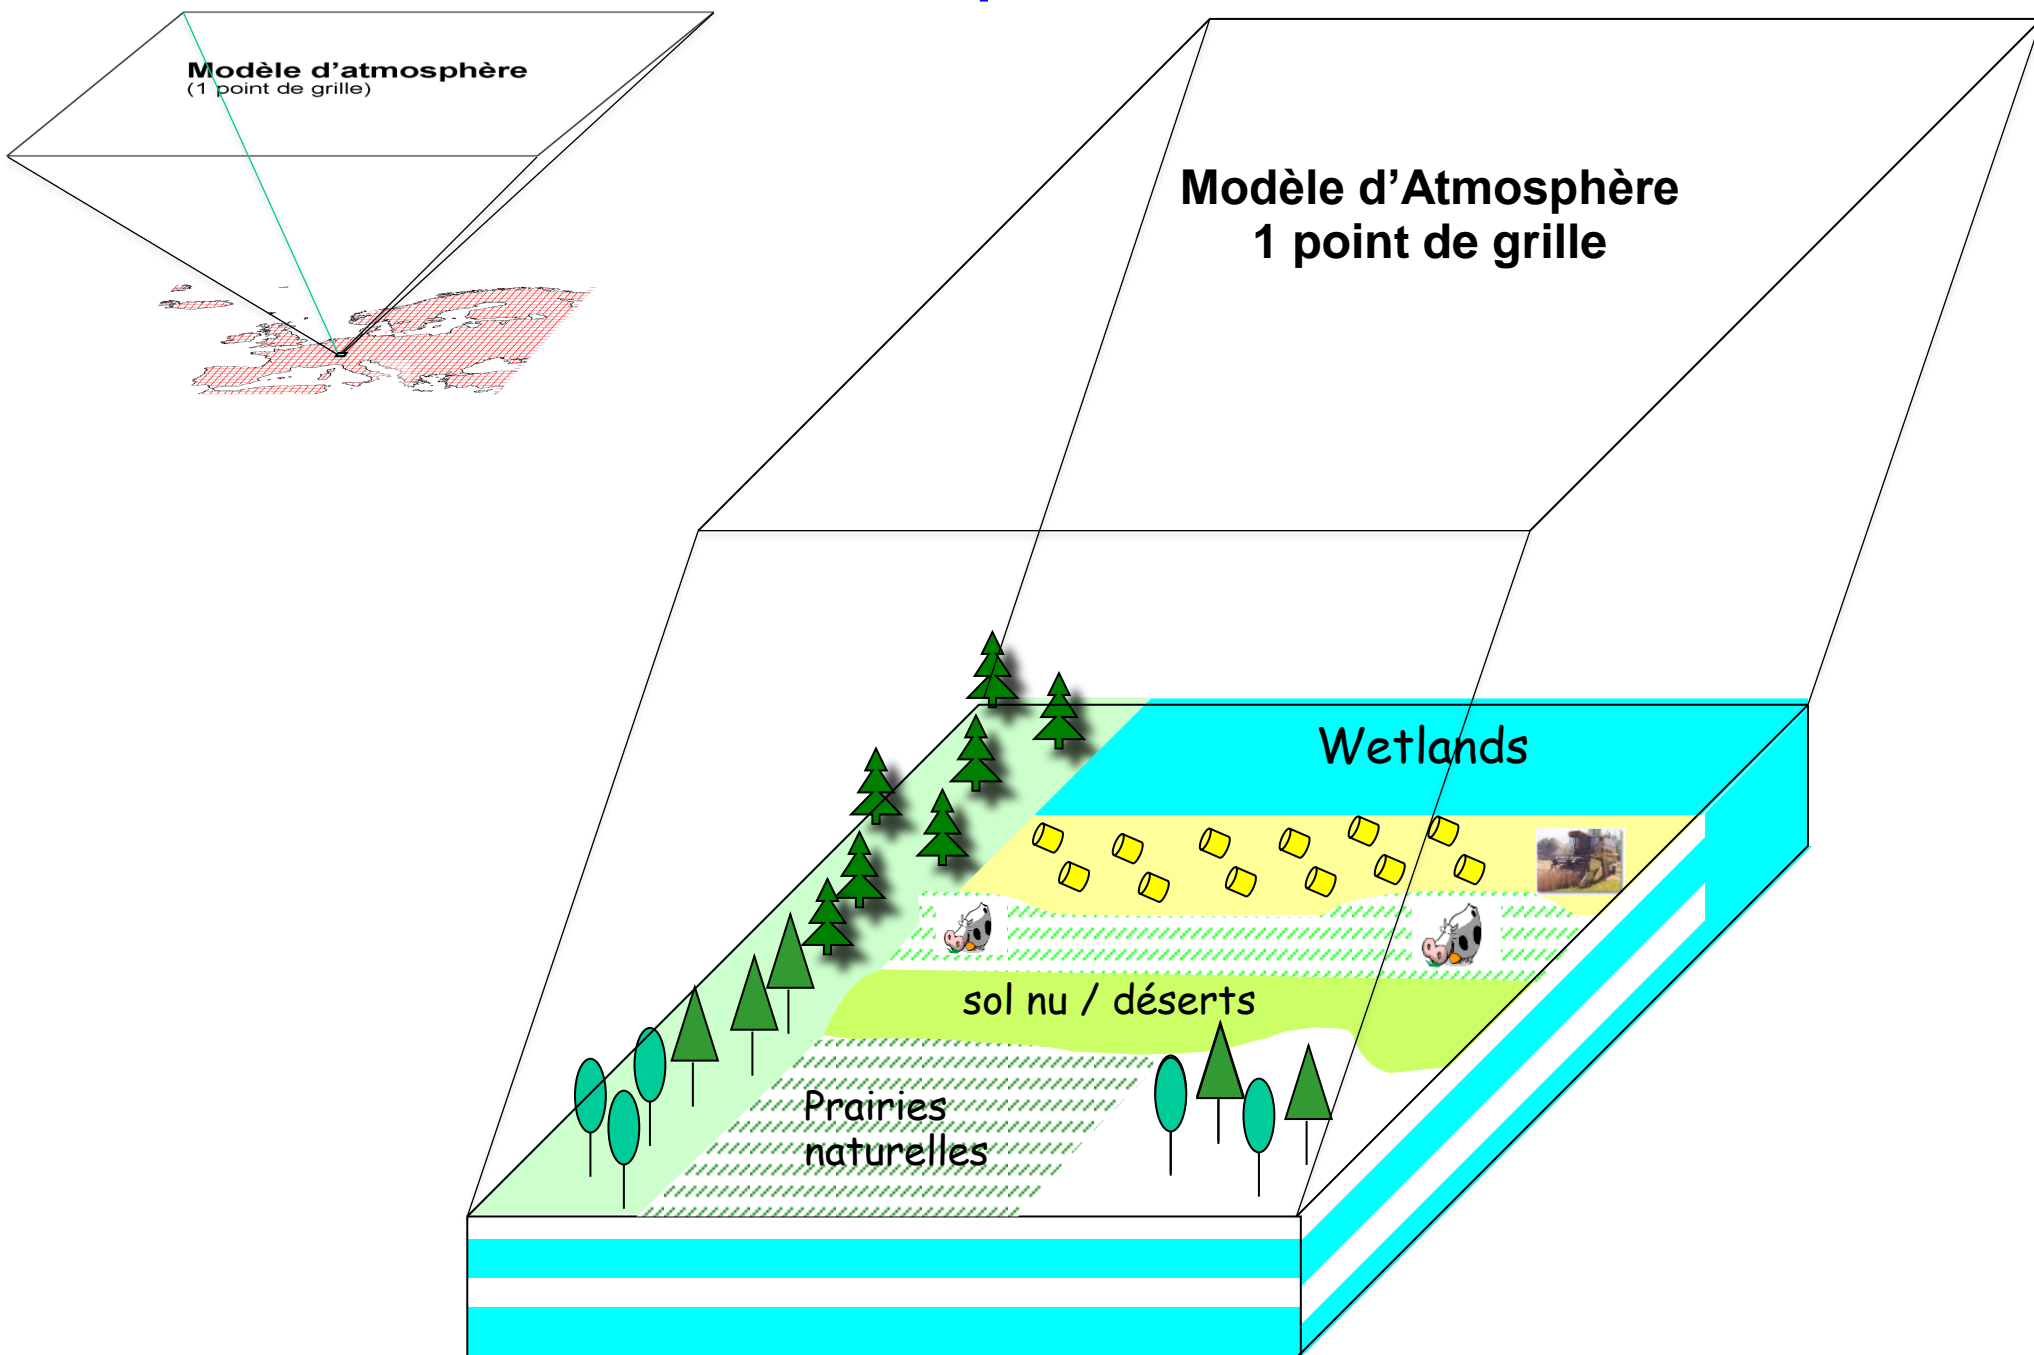 Modèle d'atmosphère
(1 point de grille)
Modèle d’Atmosphère
1 point de grille
Wetlands
sol nu / déserts
Prairies
naturelles